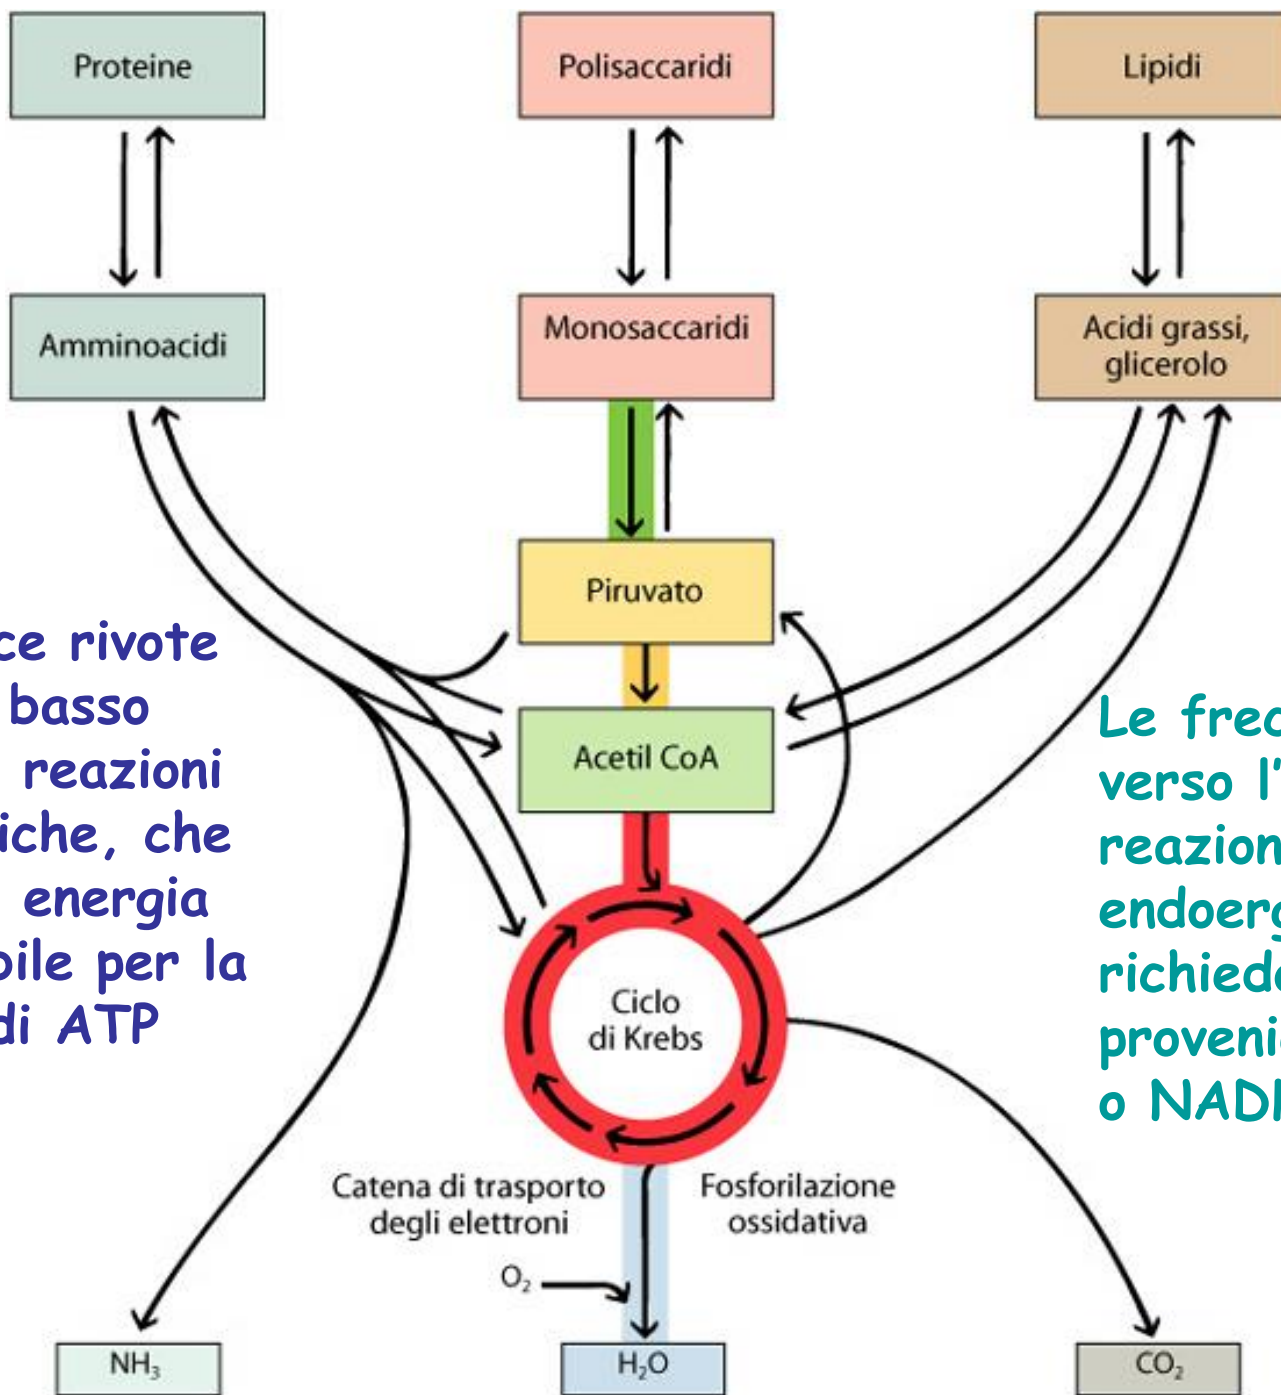 Proteine
Polisaccaridi
Lipidi
Amminoacidi
Monosaccaridi
Acidi grassi,
glicerolo
Piruvato
Acetil CoA
ce rivote
basso
reazioni
iche, che
energia
bile per la
di ATP
Le frec
verso l'
reazion
endoerg
richiede
provenie
o NADP
Ciclo
di Krebs
Catena di trasporto
degli elettroni
Fosforilazione
ossidativa
O₂
NH₃
H₂O
CO₂